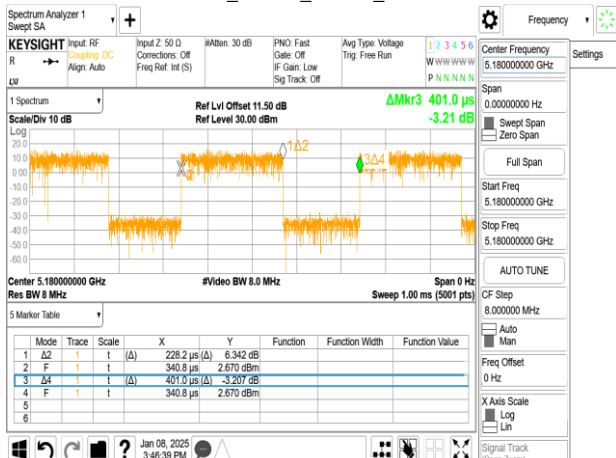 Spectrum Analyzer 1
Swept SA
Frequency
KEYSIGHT
R
Input: RF
Coupling: DC
Align: Auto
Input Z: 50 Ω
Corrections: Off
Freq Ref: Int (S)
#Atten: 30 dB
PNO: Fast
Gate: Off
IF Gain: Low
Sig Track: Off
Avg Type: Voltage
Trig: Free Run
1 2 3 4 5 6
W W W W W W
P N N N N N
1 Spectrum
Scale/Div 10 dB
Ref Lvl Offset 11.50 dB
Ref Level 30.00 dBm
ΔMkr3 401.0 µs
-3.21 dB
Log
20.0
10.0
0.00
-10.0
-20.0
-30.0
-40.0
-50.0
-60.0
1Δ2
3Δ4
Center 5.180000000 GHz
Res BW 8 MHz
#Video BW 8.0 MHz
Span 0 Hz
Sweep 1.00 ms (5001 pts)
5 Marker Table
Mode Trace Scale X Y Function Function Width Function Value
1 Δ2 1 t (Δ) 228.2 µs (Δ) 6.342 dB
2 F 1 t 340.8 µs 2.670 dBm
3 Δ4 1 t (Δ) 401.0 µs (Δ) -3.207 dB
4 F 1 t 340.8 µs 2.670 dBm
5
6
Jan 08, 2025
3:46:39 PM
Center Frequency
5.180000000 GHz
Settings
Span
0.00000000 Hz
Swept Span
Zero Span
Full Span
Start Freq
5.180000000 GHz
Stop Freq
5.180000000 GHz
AUTO TUNE
CF Step
8.000000 MHz
Auto
Man
Freq Offset
0 Hz
X Axis Scale
Log
Lin
Signal Track